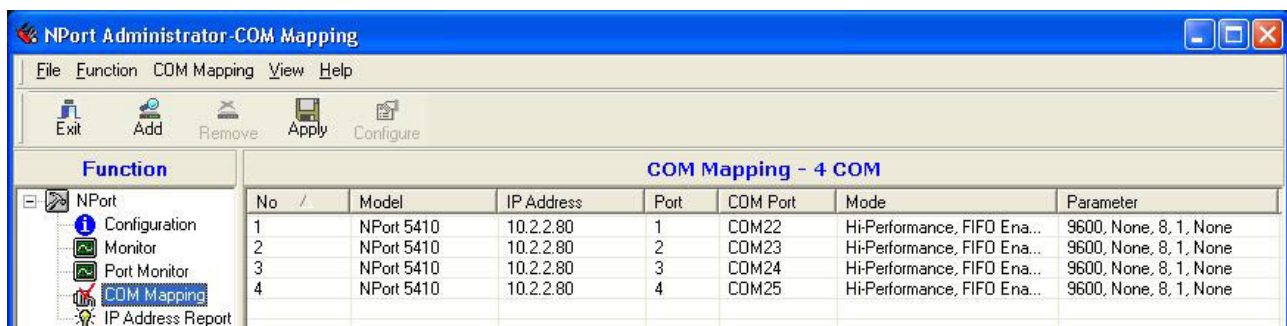 NPort Administrator-COM Mapping
File Function COM Mapping View Help
Exit Add Remove Apply Configure
Function
COM Mapping - 4 COM
NPort
Configuration
Monitor
Port Monitor
COM Mapping
IP Address Report
No Model IP Address Port COM Port Mode Parameter
1 NPort 5410 10.2.2.80 1 COM22 Hi-Performance, FIFO Ena... 9600, None, 8, 1, None
2 NPort 5410 10.2.2.80 2 COM23 Hi-Performance, FIFO Ena... 9600, None, 8, 1, None
3 NPort 5410 10.2.2.80 3 COM24 Hi-Performance, FIFO Ena... 9600, None, 8, 1, None
4 NPort 5410 10.2.2.80 4 COM25 Hi-Performance, FIFO Ena... 9600, None, 8, 1, None